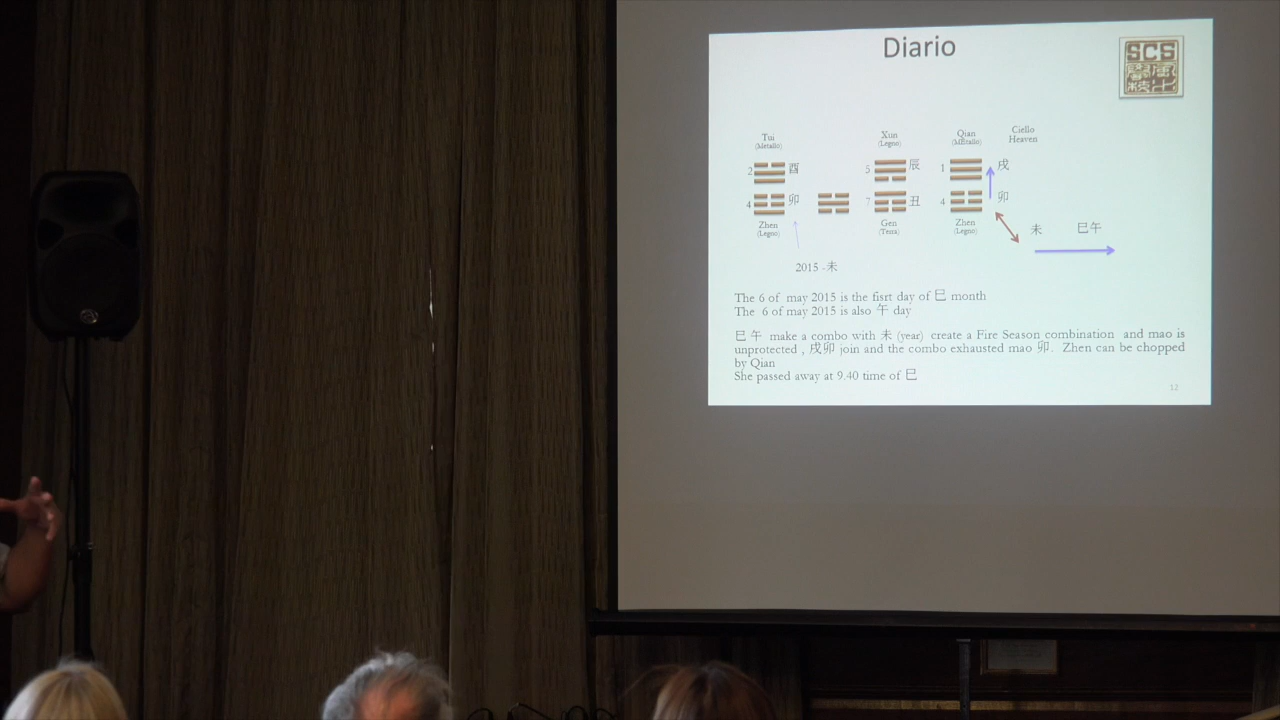 Diario
SCS
Tui
(Metallo)
Xun
(Legno)
Qian
(MEtallo)
Ciello
Heaven
2 酉
5 辰
1 戌
4 卯
7 丑
4 卯
Zhen
(Legno)
Gen
(Terra)
Zhen
(Legno)
未 巳午
2015 -未
The 6 of may 2015 is the fisrt day of 巳 month
The 6 of may 2015 is also 午 day
巳 午 make a combo with 未 (year) create a Fire Season combination and mao is
unprotected , 戌卯 join and the combo exhausted mao 卯. Zhen can be chopped
by Qian
She passed away at 9.40 time of 巳
12